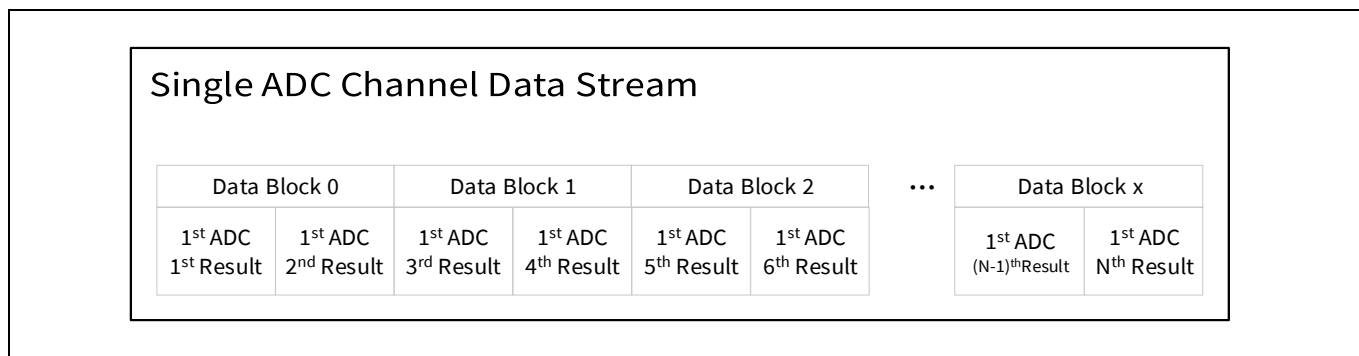 Single ADC Channel Data Stream
Data Block 0 Data Block 1 Data Block 2 ... Data Block x
1st ADC 1st ADC 1st ADC 1st ADC 1st ADC 1st ADC 1st ADC 1st ADC
1st Result 2nd Result 3rd Result 4th Result 5th Result 6th Result (N-1)thResult Nth Result